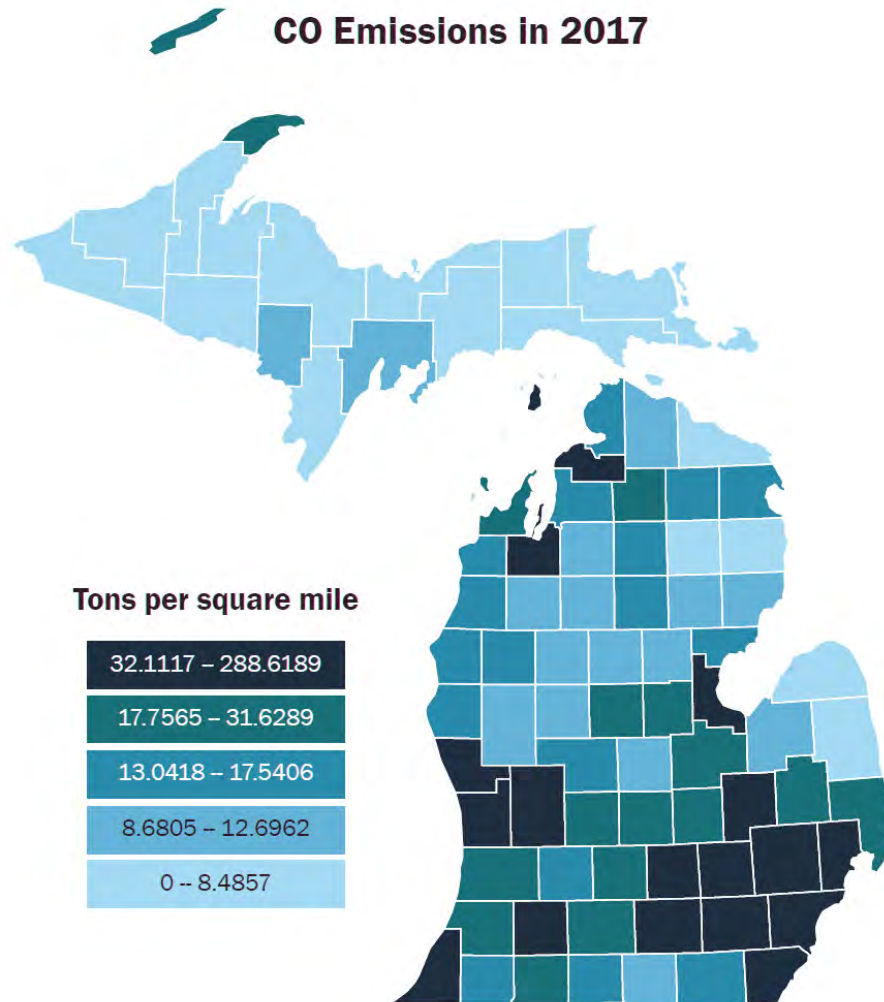 CO Emissions in 2017
Tons per square mile
32.1117 – 288.6189
17.7565 – 31.6289
13.0418 – 17.5406
8.6805 – 12.6962
0 -- 8.4857